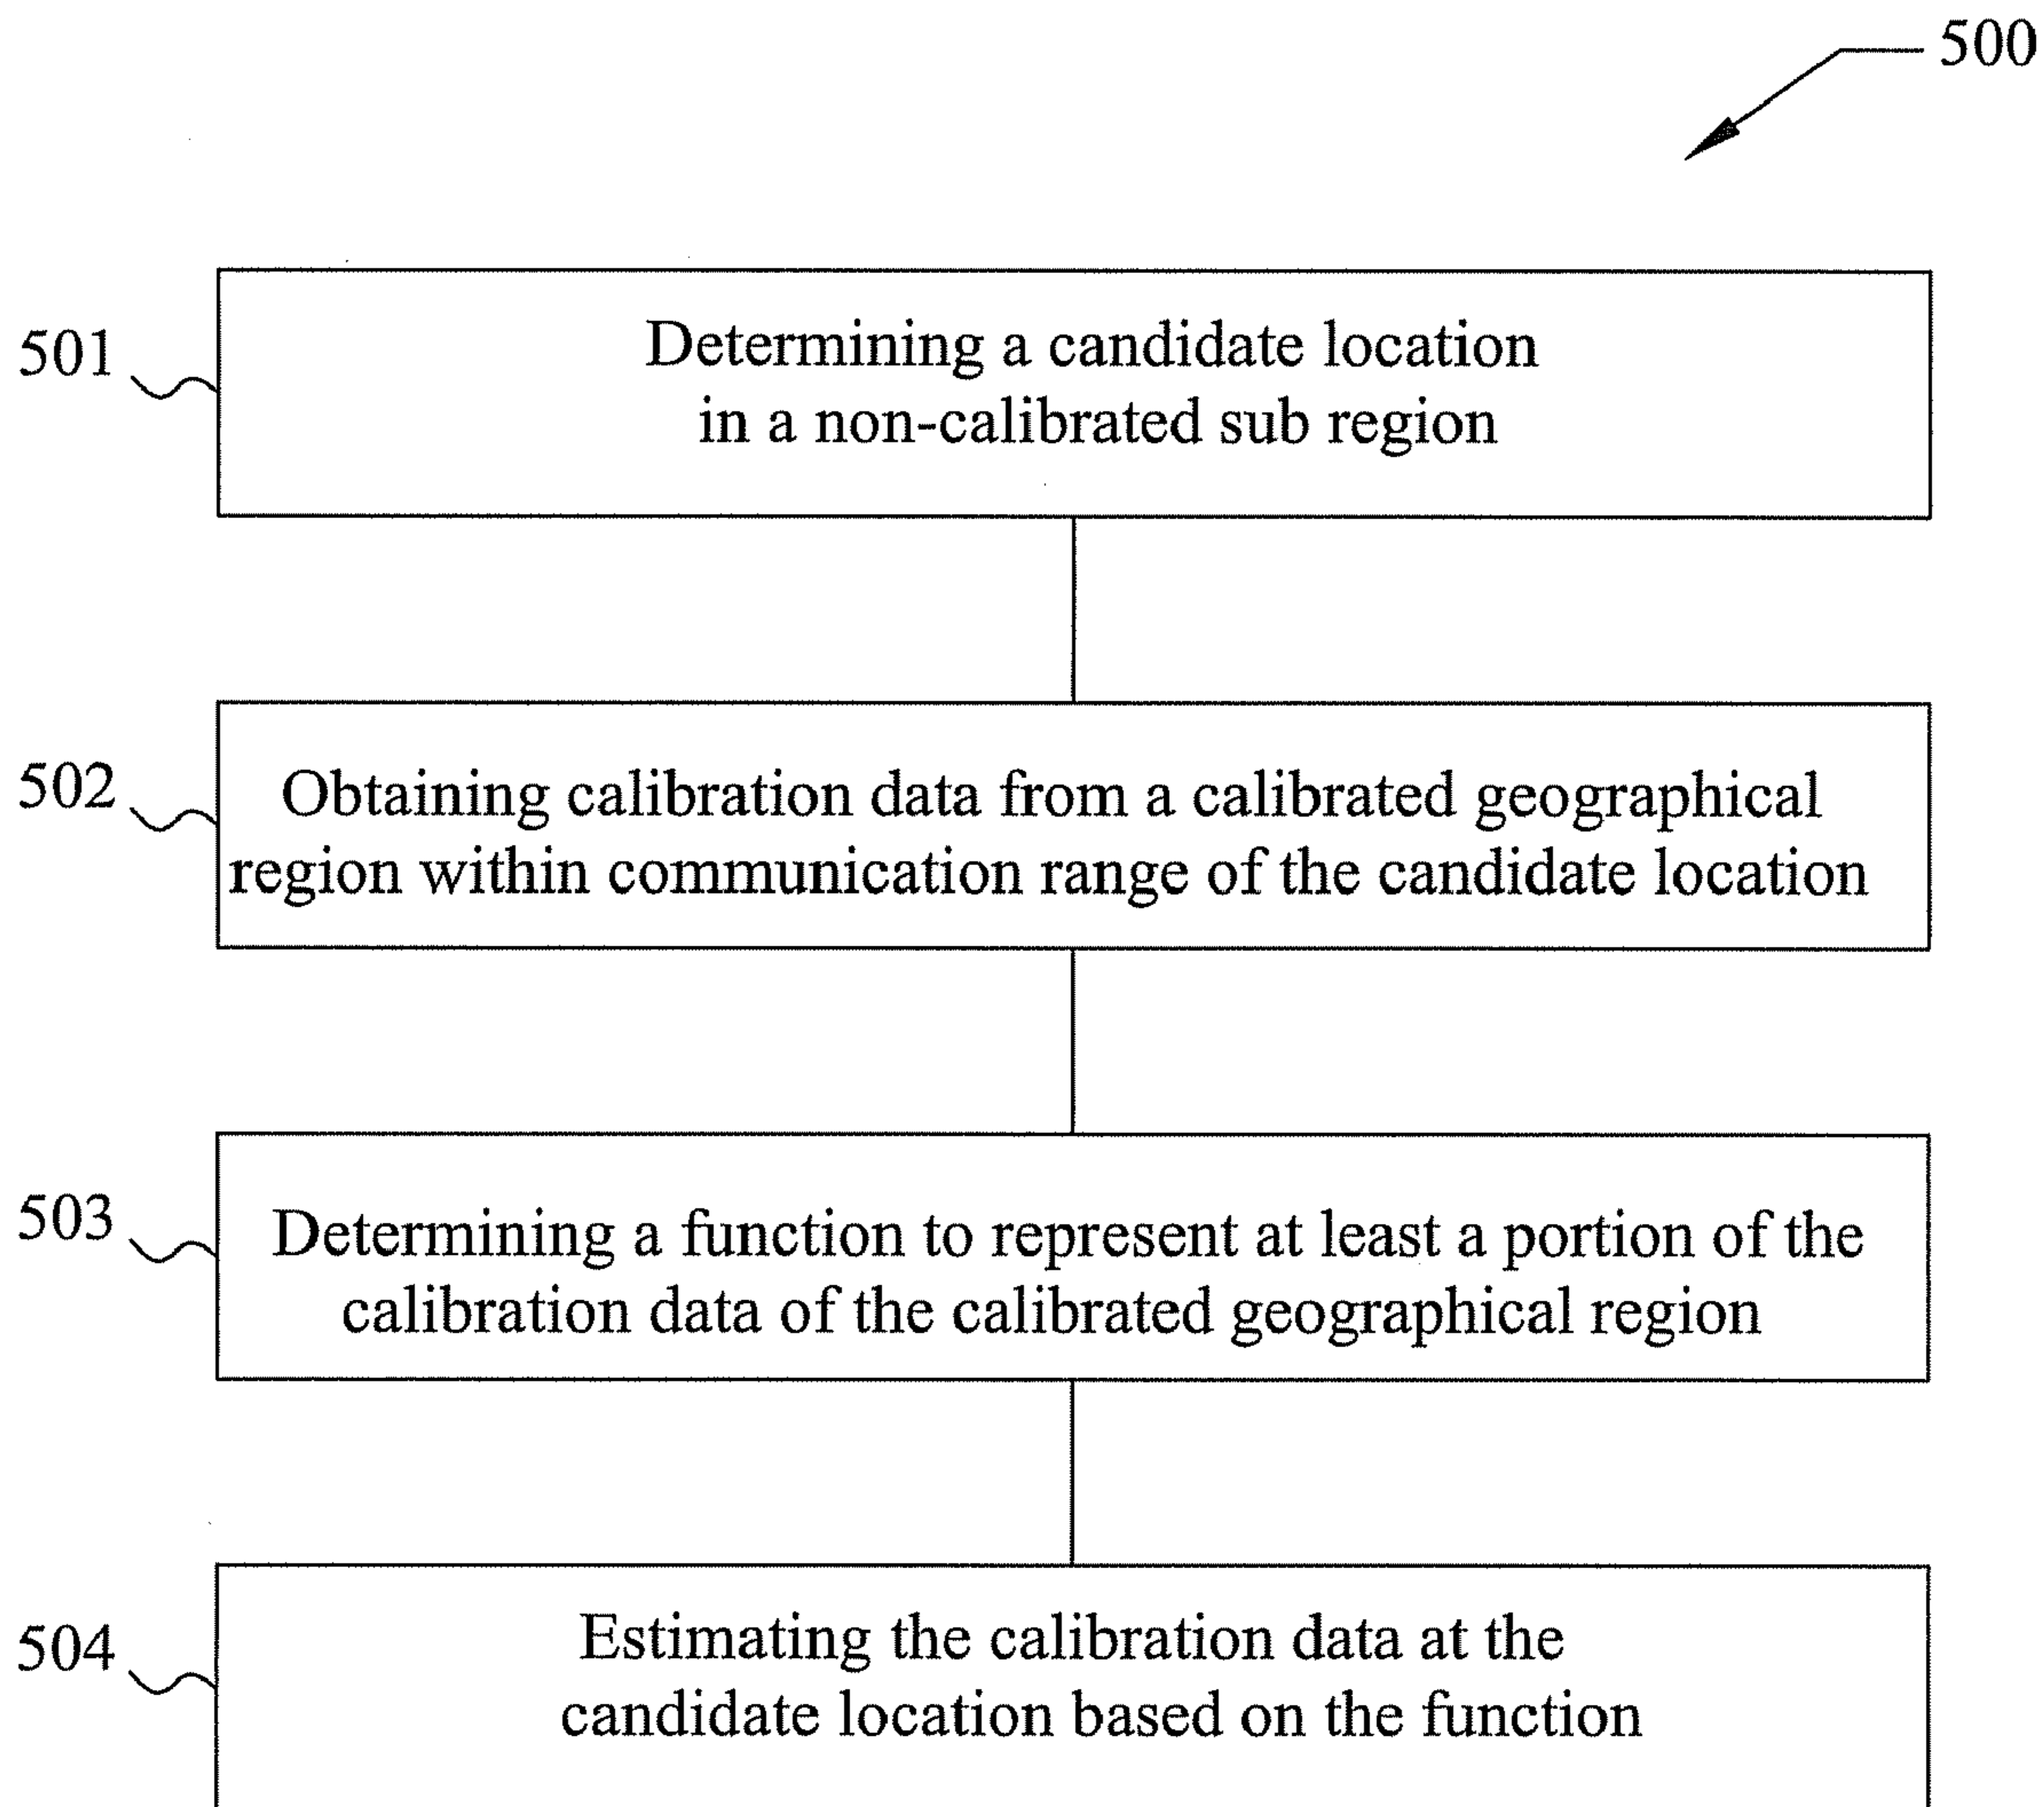 500
501
Determining a candidate location
in a non-calibrated sub region
502
Obtaining calibration data from a calibrated geographical
region within communication range of the candidate location
503
Determining a function to represent at least a portion of the
calibration data of the calibrated geographical region
504
Estimating the calibration data at the
candidate location based on the function